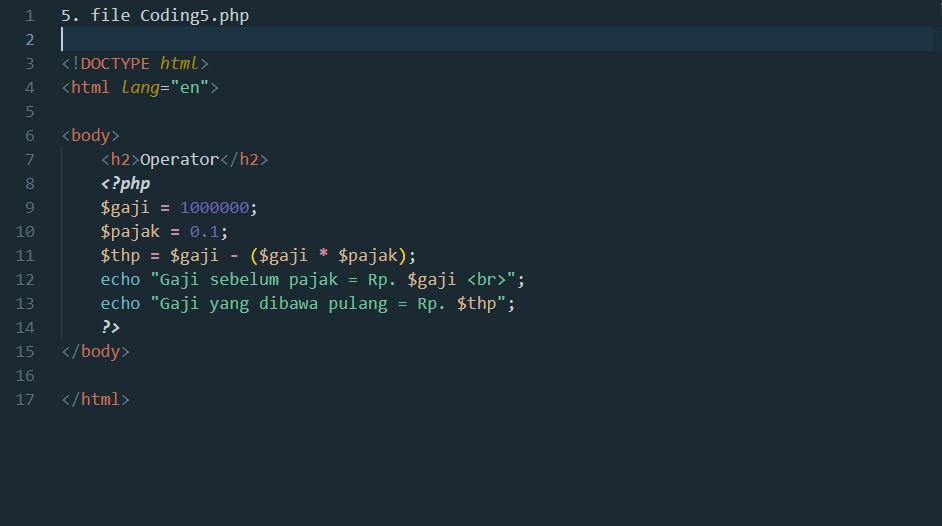 1 5. file Coding5.php
2
3 <!DOCTYPE html>
4 <html lang="en">
5
6 <body>
7 <h2>Operator</h2>
8 <?php
9 $gaji = 1000000;
10 $pajak = 0.1;
11 $thp = $gaji - ($gaji * $pajak);
12 echo "Gaji sebelum pajak = Rp. $gaji <br>";
13 echo "Gaji yang dibawa pulang = Rp. $thp";
14 ?>
15 </body>
16
17 </html>